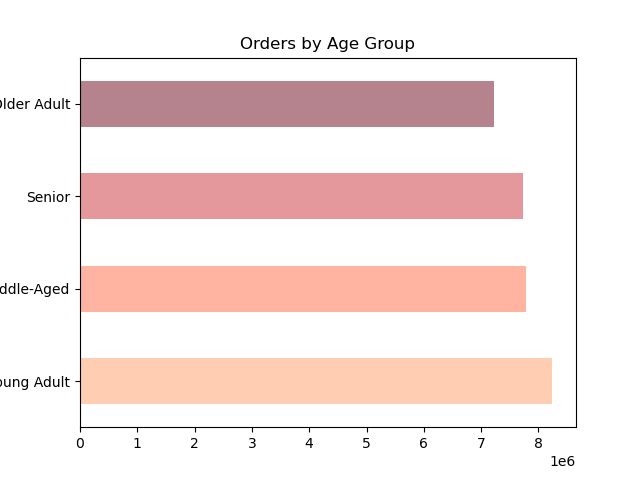 Orders by Age Group
Older Adult
Senior
ddle-Aged
oung Adult
0 1 2 3 4 5 6 7 8
1e6